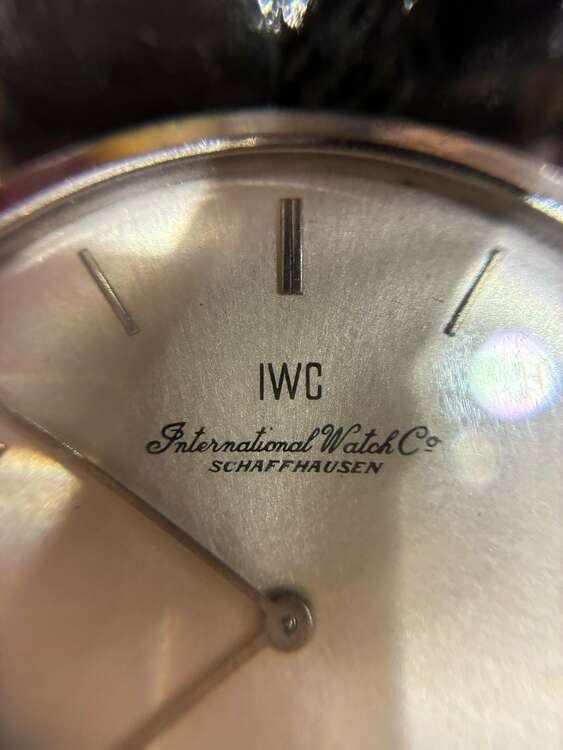 IWC
International Watch Co
SCHAFFHAUSEN